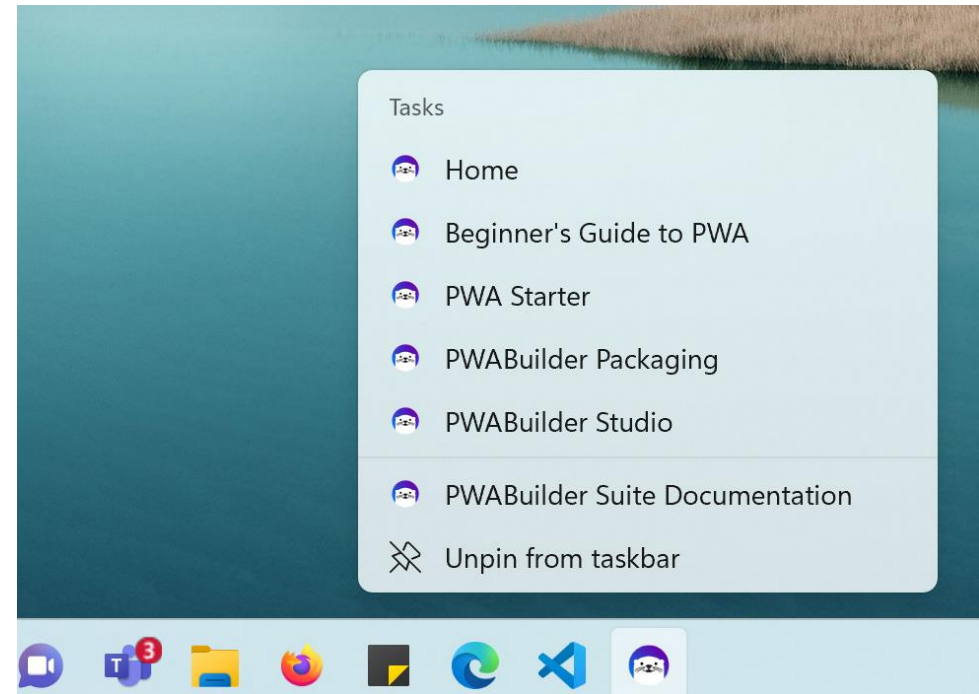 Tasks
Home
Beginner's Guide to PWA
PWA Starter
PWABuilder Packaging
PWABuilder Studio
PWABuilder Suite Documentation
Unpin from taskbar
T 3